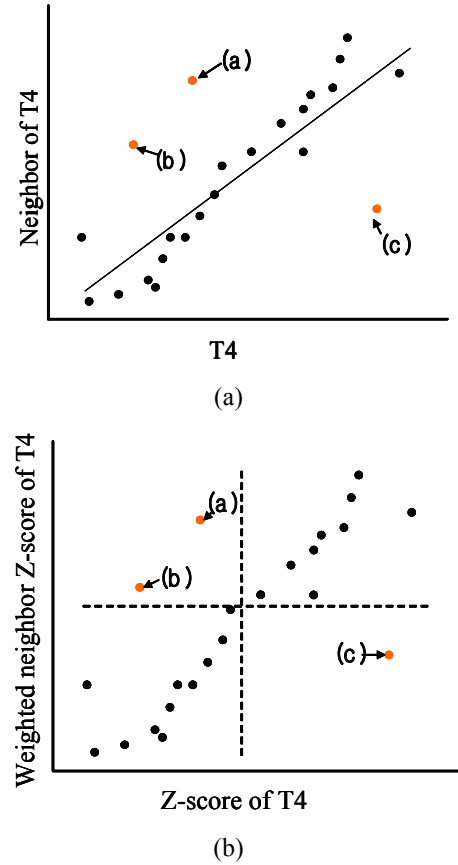 (a)
(b)
(c)
Neighbor of T4
T4
(a)
(a)
(b)
(c)
Weighted neighbor Z-score of T4
Z-score of T4
(b)